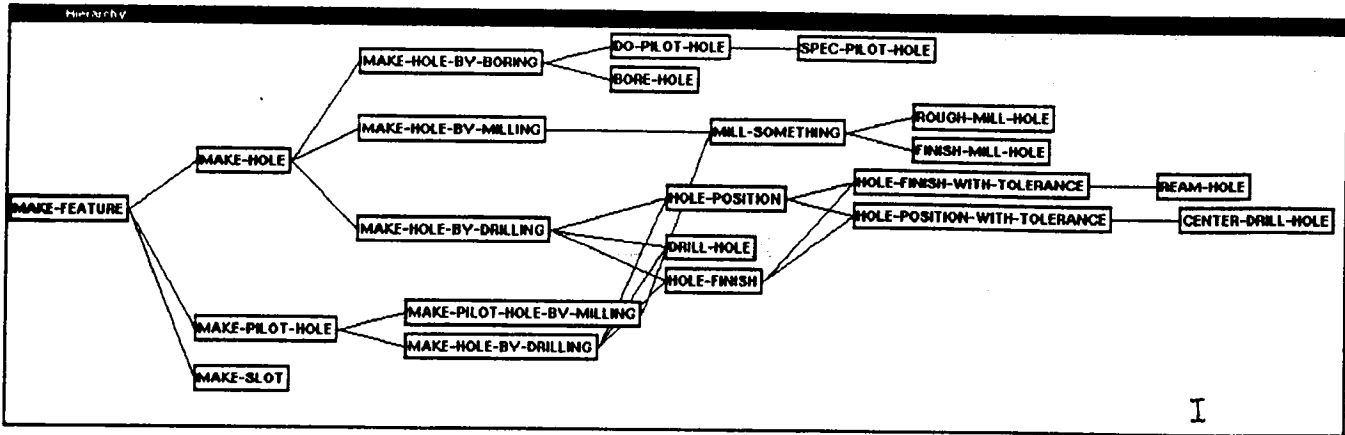 Hierarchy
DO-PILOT-HOLE
SPEC-PILOT-HOLE
MAKE-HOLE-BY-BORING
BORE-HOLE
ROUGH-MILL-HOLE
MAKE-HOLE-BY-MILLING
MILL-SOMETHING
FINISH-MILL-HOLE
MAKE-HOLE
HOLE-FINISH-WITH-TOLERANCE
REAM-HOLE
MAKE-FEATURE
HOLE-POSITION
HOLE-POSITION-WITH-TOLERANCE
CENTER-DRILL-HOLE
MAKE-HOLE-BY-DRILLING
DRILL-HOLE
HOLE-FINISH
MAKE-PILOT-HOLE-BY-MILLING
MAKE-PILOT-HOLE
MAKE-HOLE-BY-DRILLING
MAKE-SLOT